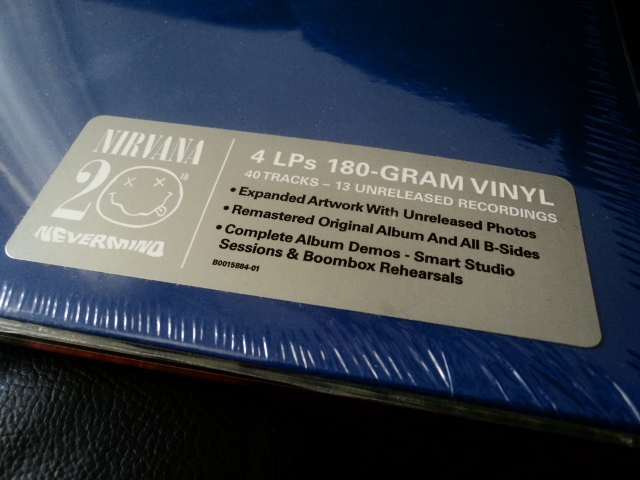 NIRVANA
20th
NEVERMIND
4 LPs 180-GRAM VINYL
40 TRACKS – 13 UNRELEASED RECORDINGS
• Expanded Artwork With Unreleased Photos
• Remastered Original Album And All B-Sides
• Complete Album Demos - Smart Studio
Sessions & Boombox Rehearsals
B0015884-01